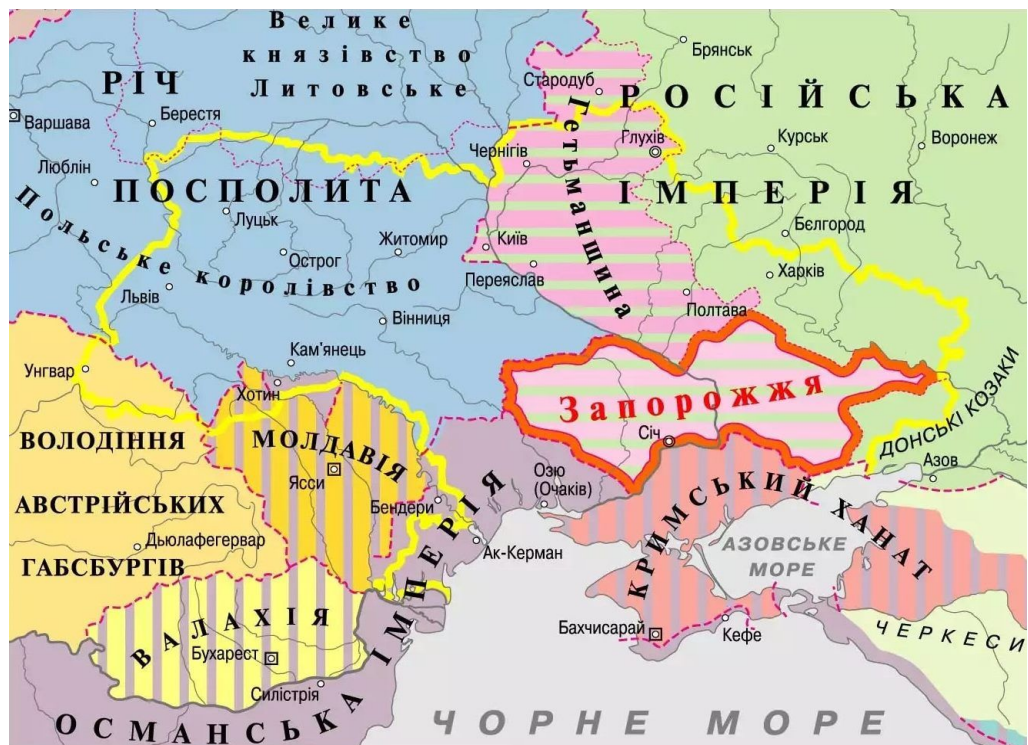 Велике
князівство
Литовське
РІЧ
ПОСПОЛИТА
Польське королівство
РОСІЙСЬКА
ІМПЕРІЯ
Гетьманщина
Брянськ
Стародуб
Варшава
Берестя
Курськ
Воронеж
Глухів
Чернігів
Люблін
Луцьк
Житомир
Київ
Бєлгород
Острог
Переяслав
Харків
Львів
Полтава
Вінниця
Кам'янець
Унгвар
Хотин
Запорожжя
Січ
ДОНСЬКІ КОЗАКИ
Азов
ВОЛОДІННЯ
АВСТРІЙСЬКИХ
ГАБСБУРГІВ
МОЛДАВІЯ
Ясси
Бендери
Озю
(Очаків)
Ак-Керман
Дьюлафегервар
КРИМСЬКИЙ ХАНАТ
АЗОВСЬКЕ
МОРЕ
ВАЛАХІЯ
Бухарест
Силістрія
Бахчисарай
Кефе
ЧЕРКЕСИ
ОСМАНСЬКА ІМПЕРІЯ
ЧОРНЕ МОРЕ